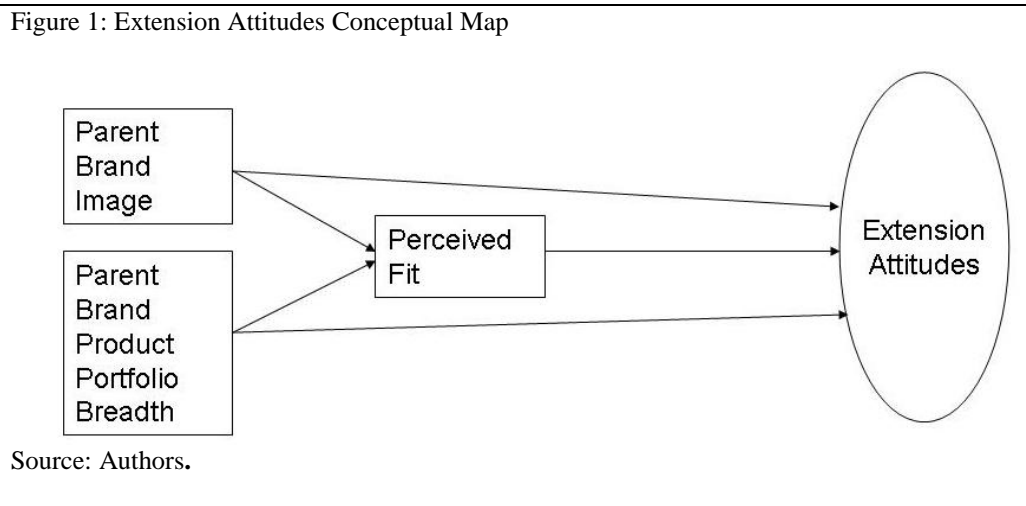 Figure 1: Extension Attitudes Conceptual Map
Parent
Brand
Image
Perceived
Fit
Extension
Attitudes
Parent
Brand
Product
Portfolio
Breadth
Source: Authors.